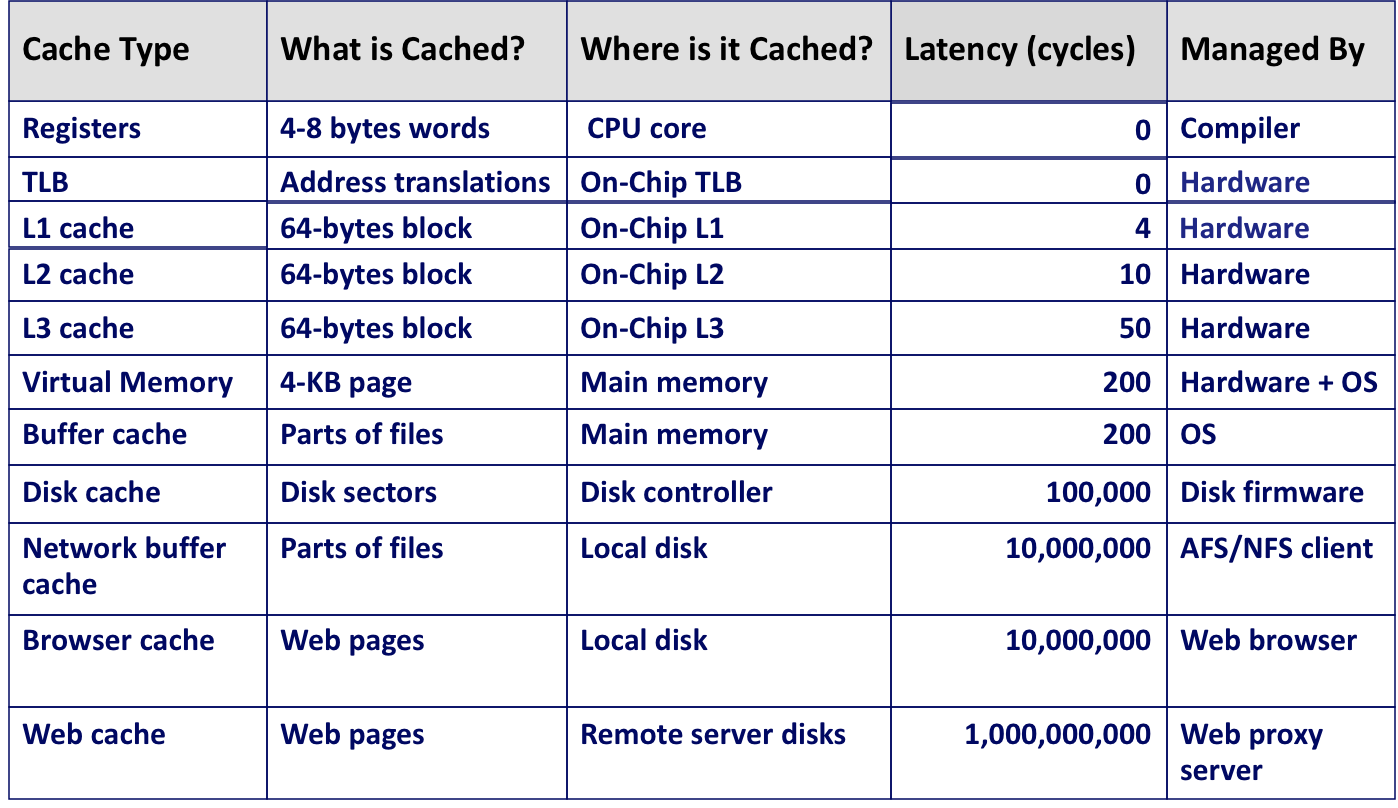 Cache Type What is Cached? Where is it Cached? Latency (cycles) Managed By
Registers 4-8 bytes words CPU core 0 Compiler
TLB Address translations On-Chip TLB 0 Hardware
L1 cache 64-bytes block On-Chip L1 4 Hardware
L2 cache 64-bytes block On-Chip L2 10 Hardware
L3 cache 64-bytes block On-Chip L3 50 Hardware
Virtual Memory 4-KB page Main memory 200 Hardware + OS
Buffer cache Parts of files Main memory 200 OS
Disk cache Disk sectors Disk controller 100,000 Disk firmware
Network buffer Parts of files Local disk 10,000,000 AFS/NFS client
cache
Browser cache Web pages Local disk 10,000,000 Web browser
Web cache Web pages Remote server disks 1,000,000,000 Web proxy
server